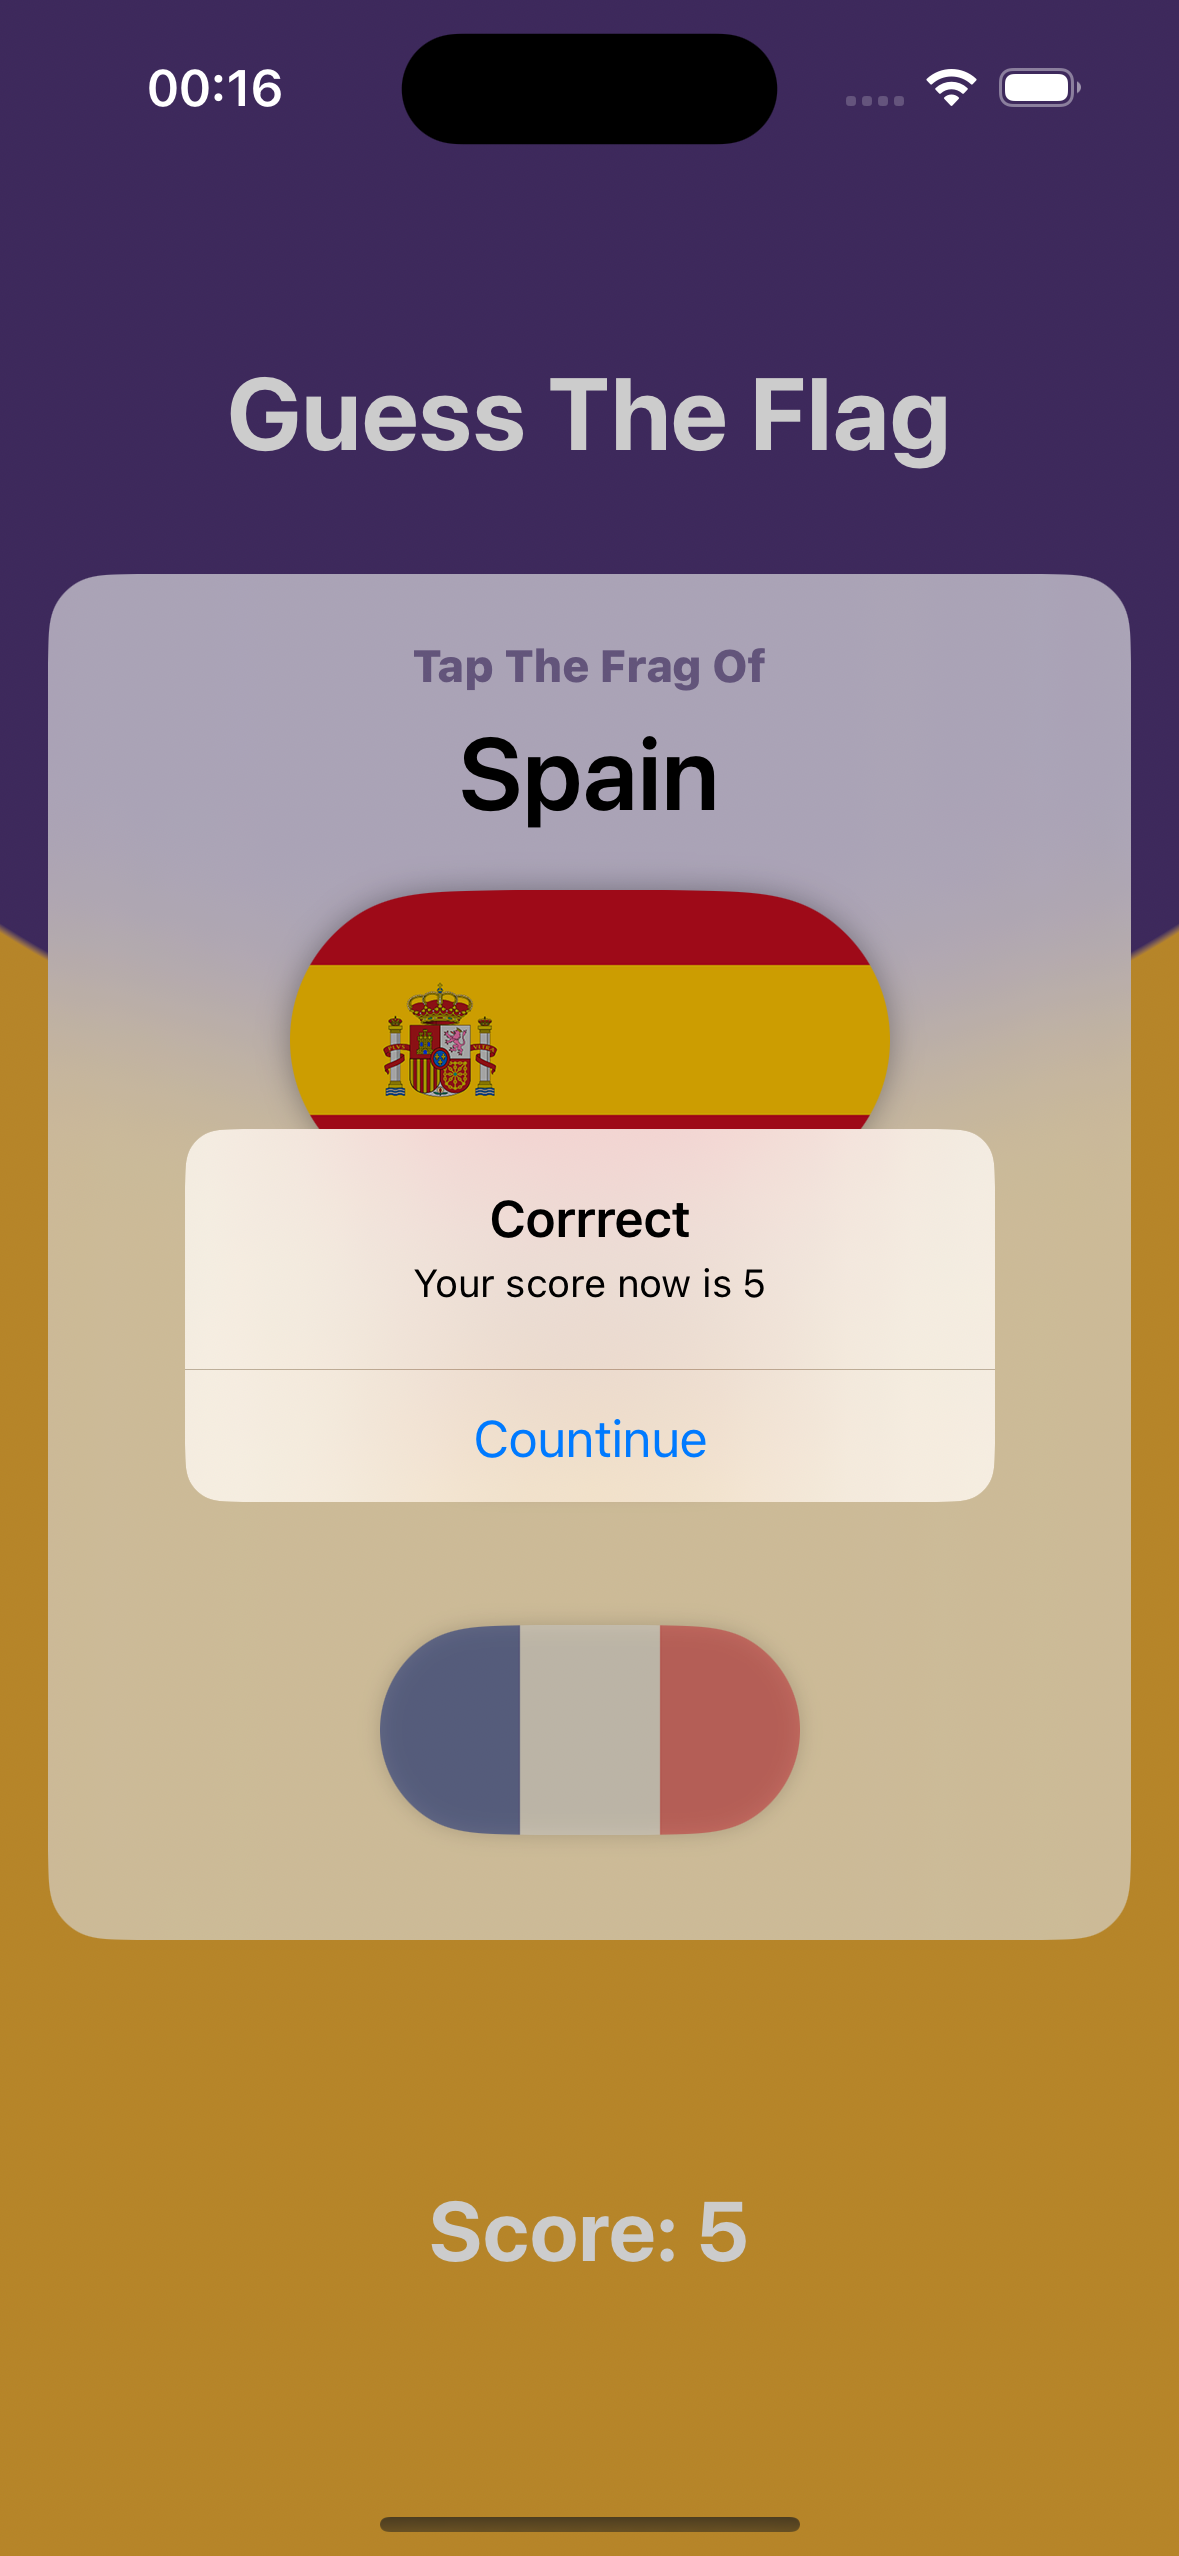 00:16
Guess The Flag
Tap The Frag Of
Spain
Corrrect
Your score now is 5
Countinue
Score: 5